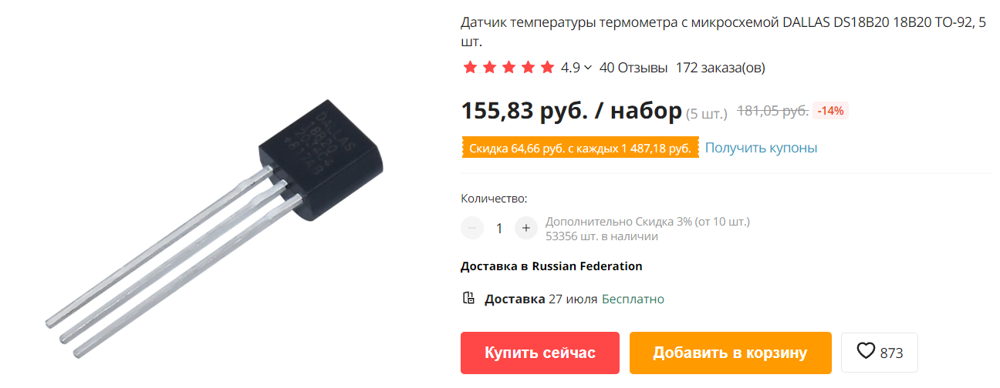 Датчик температуры термометра с микросхемой DALLAS DS18B20 18B20 TO-92, 5
шт.
4.9 40 Отзывы 172 заказа(ов)
155,83 руб. / набор (5 шт.) 181,05 руб. -14%
Скидка 64,66 руб. с каждых 1 487,18 руб. Получить купоны
Количество:
1
Дополнительно Скидка 3% (от 10 шт.)
53356 шт. в наличии
Доставка в Russian Federation
Доставка 27 июля Бесплатно
Купить сейчас
Добавить в корзину
873
DALLAS
18B20